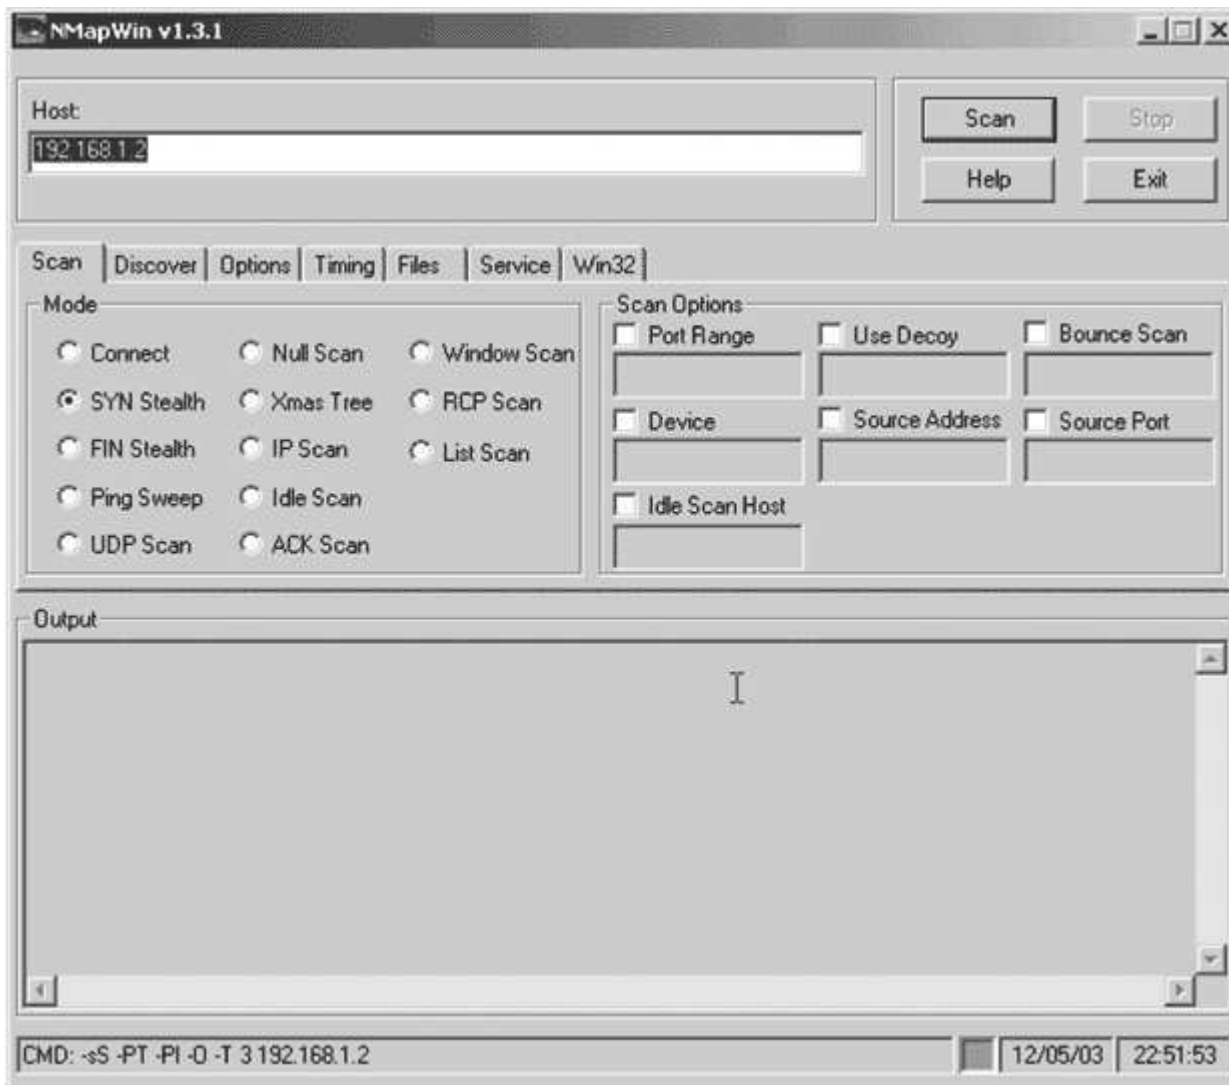 NMapWin v1.3.1
Host:
192.168.1.2
Scan
Stop
Help
Exit
Scan Discover Options Timing Files Service Win32
Mode
Connect
SYN Stealth
FIN Stealth
Ping Sweep
UDP Scan
Null Scan
Xmas Tree
IP Scan
Idle Scan
ACK Scan
Window Scan
RCP Scan
List Scan
Scan Options
Port Range
Use Decoy
Bounce Scan
Device
Source Address
Source Port
Idle Scan Host
Output
CMD: -sS -PT -PI -O -T 3 192.168.1.2
12/05/03
22:51:53